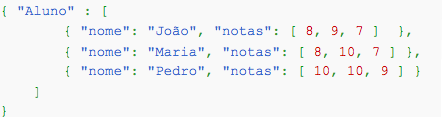 { "Aluno" : [
{ "nome": "João", "notas": [ 8, 9, 7 ] },
{ "nome": "Maria", "notas": [ 8, 10, 7 ] },
{ "nome": "Pedro", "notas": [ 10, 10, 9 ] }
]
}